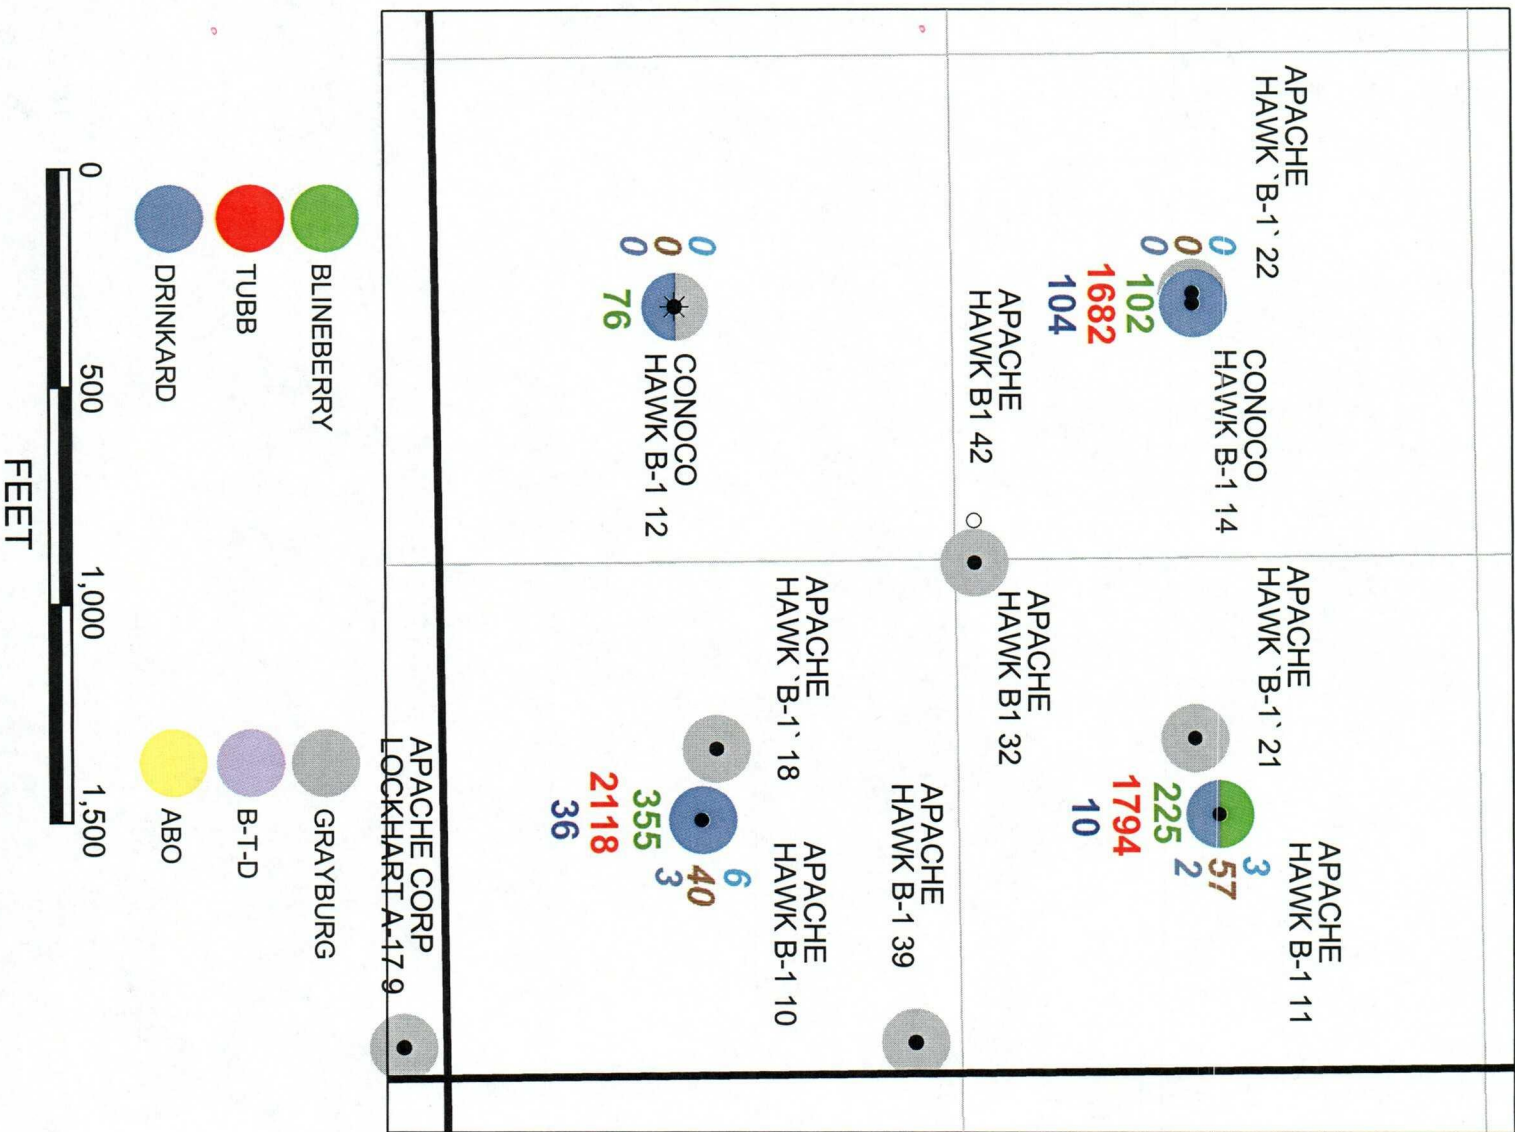 APACHE
HAWK `B-1` 22
0
0
0
CONOCO
HAWK B-1 14
102
1682
104
APACHE
HAWK `B-1` 21
APACHE
HAWK B-1 11
3
57
2
225
1794
10
APACHE
HAWK B1 42
APACHE
HAWK B1 32
APACHE
HAWK B-1 39
0
0
0
CONOCO
HAWK B-1 12
76
APACHE
HAWK `B-1` 18
APACHE
HAWK B-1 10
6
40
3
355
2118
36
APACHE CORP
LOCKHART A-17 9
BLINEBERRY
TUBB
DRINKARD
GRAYBURG
B-T-D
ABO
0 500 1,000 1,500
FEET